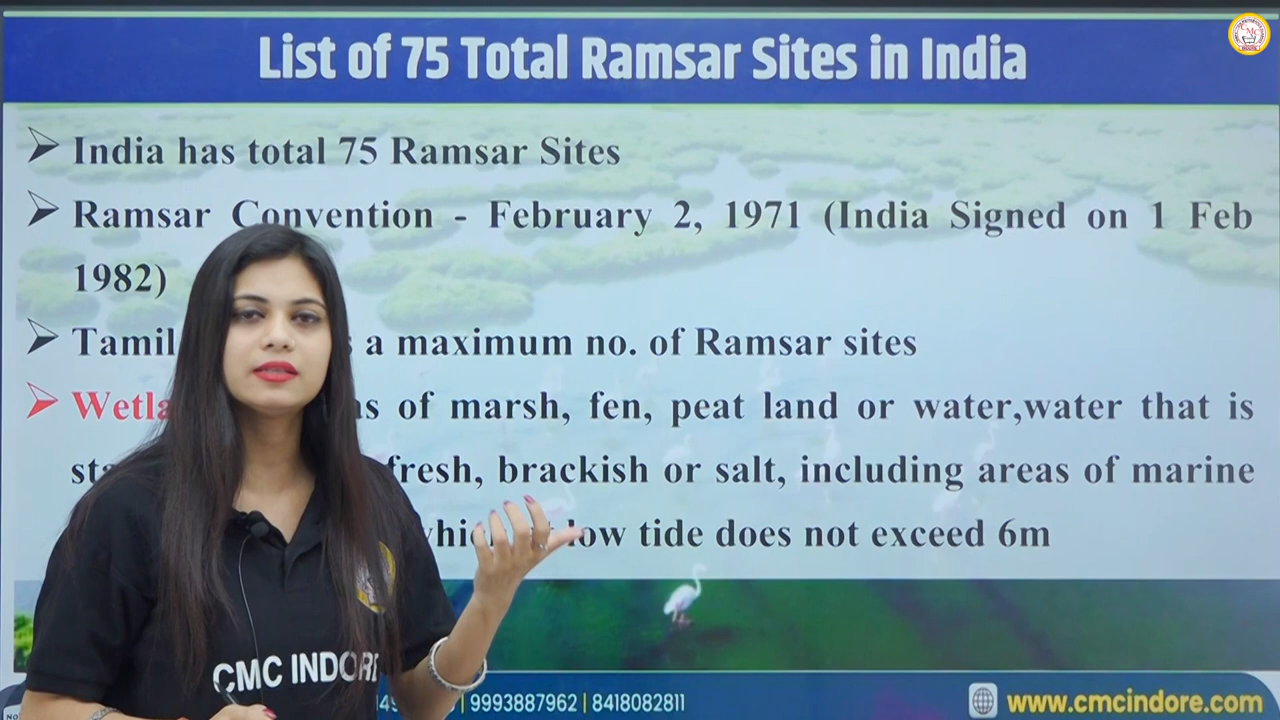 List of 75 Total Ramsar Sites in India
➢ India has total 75 Ramsar Sites
➢ Ramsar Convention - February 2, 1971 (India Signed on 1 Feb
1982)
➢ Tamil a maximum no. of Ramsar sites
➢ of marsh, fen, peat land or water,water that is
fresh, brackish or salt, including areas of marine
low tide does not exceed 6m
CMC INDORE
9993887962 | 8418082811
www.cmcindore.com